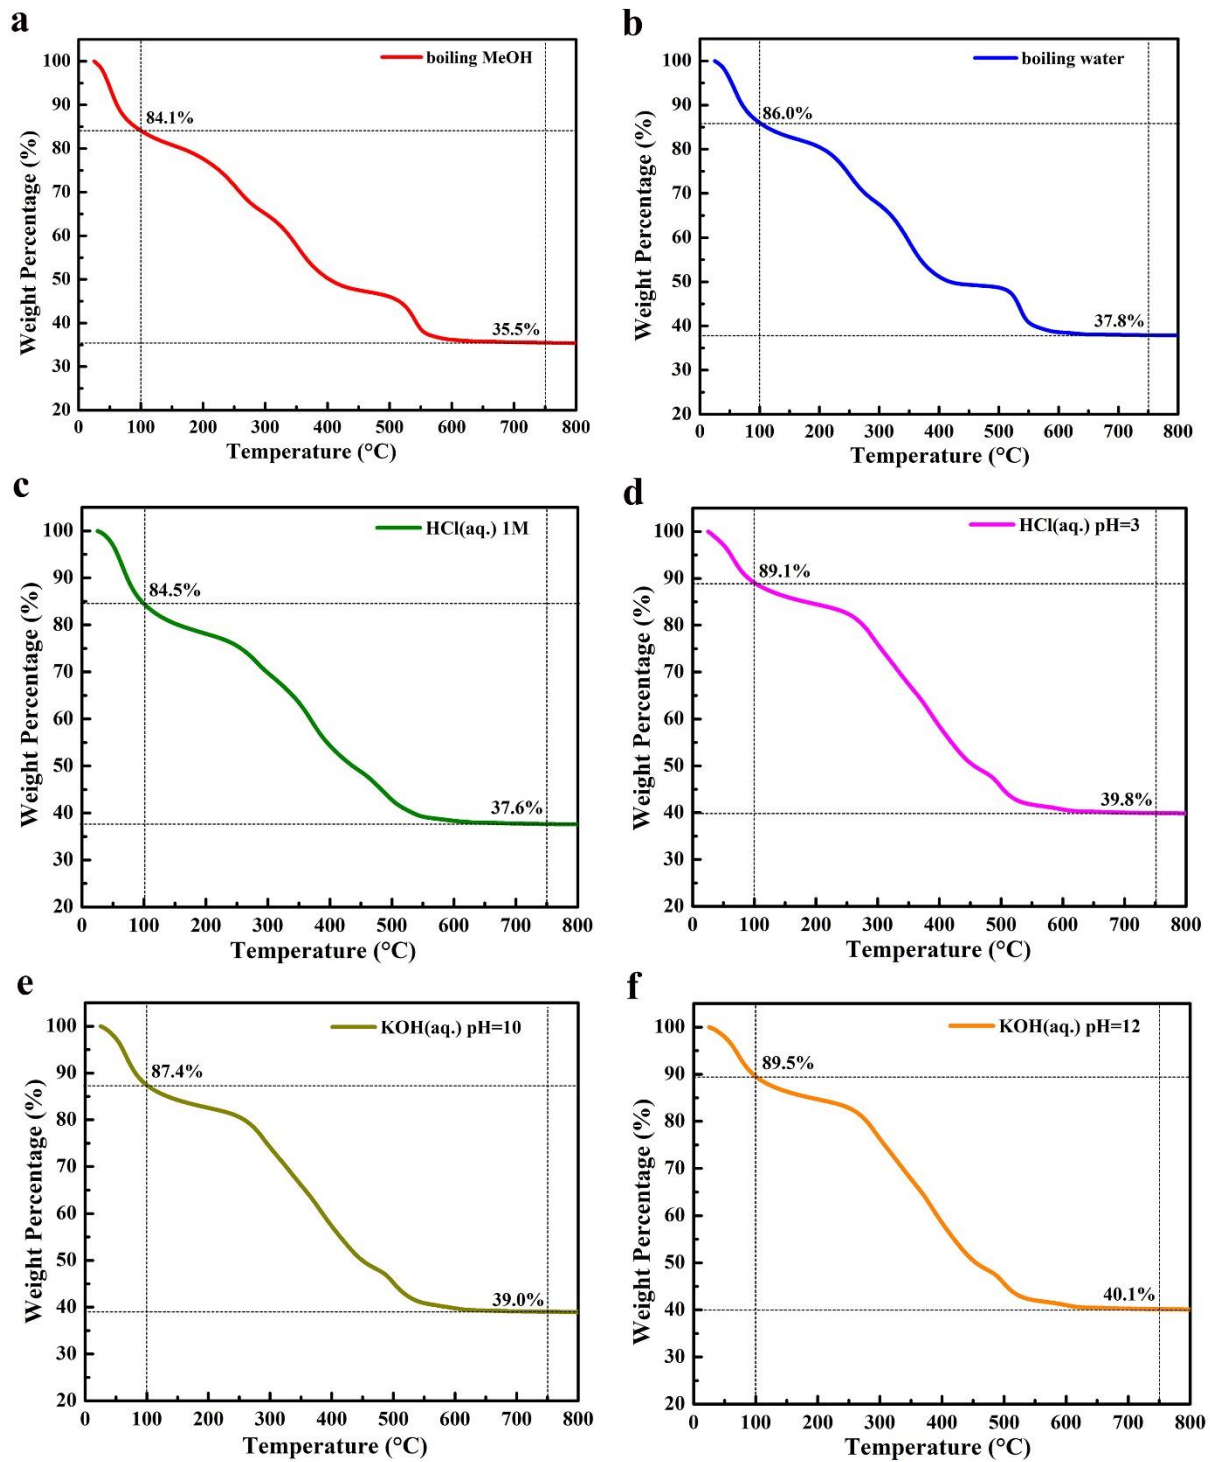 a
boiling MeOH
100
90
84.1%
80
70
60
50
40
35.5%
30
20
0 100 200 300 400 500 600 700 800
Weight Percentage (%)
Temperature (°C)
b
boiling water
100
90
86.0%
80
70
60
50
40
37.8%
30
20
0 100 200 300 400 500 600 700 800
Weight Percentage (%)
Temperature (°C)
c
HCl(aq.) 1M
100
90
84.5%
80
70
60
50
40
37.6%
30
20
0 100 200 300 400 500 600 700 800
Weight Percentage (%)
Temperature (°C)
d
HCl(aq.) pH=3
100
90
89.1%
80
70
60
50
40
39.8%
30
20
0 100 200 300 400 500 600 700 800
Weight Percentage (%)
Temperature (°C)
e
KOH(aq.) pH=10
100
90
87.4%
80
70
60
50
40
39.0%
30
20
0 100 200 300 400 500 600 700 800
Weight Percentage (%)
Temperature (°C)
f
KOH(aq.) pH=12
100
90
89.5%
80
70
60
50
40
40.1%
30
20
0 100 200 300 400 500 600 700 800
Weight Percentage (%)
Temperature (°C)